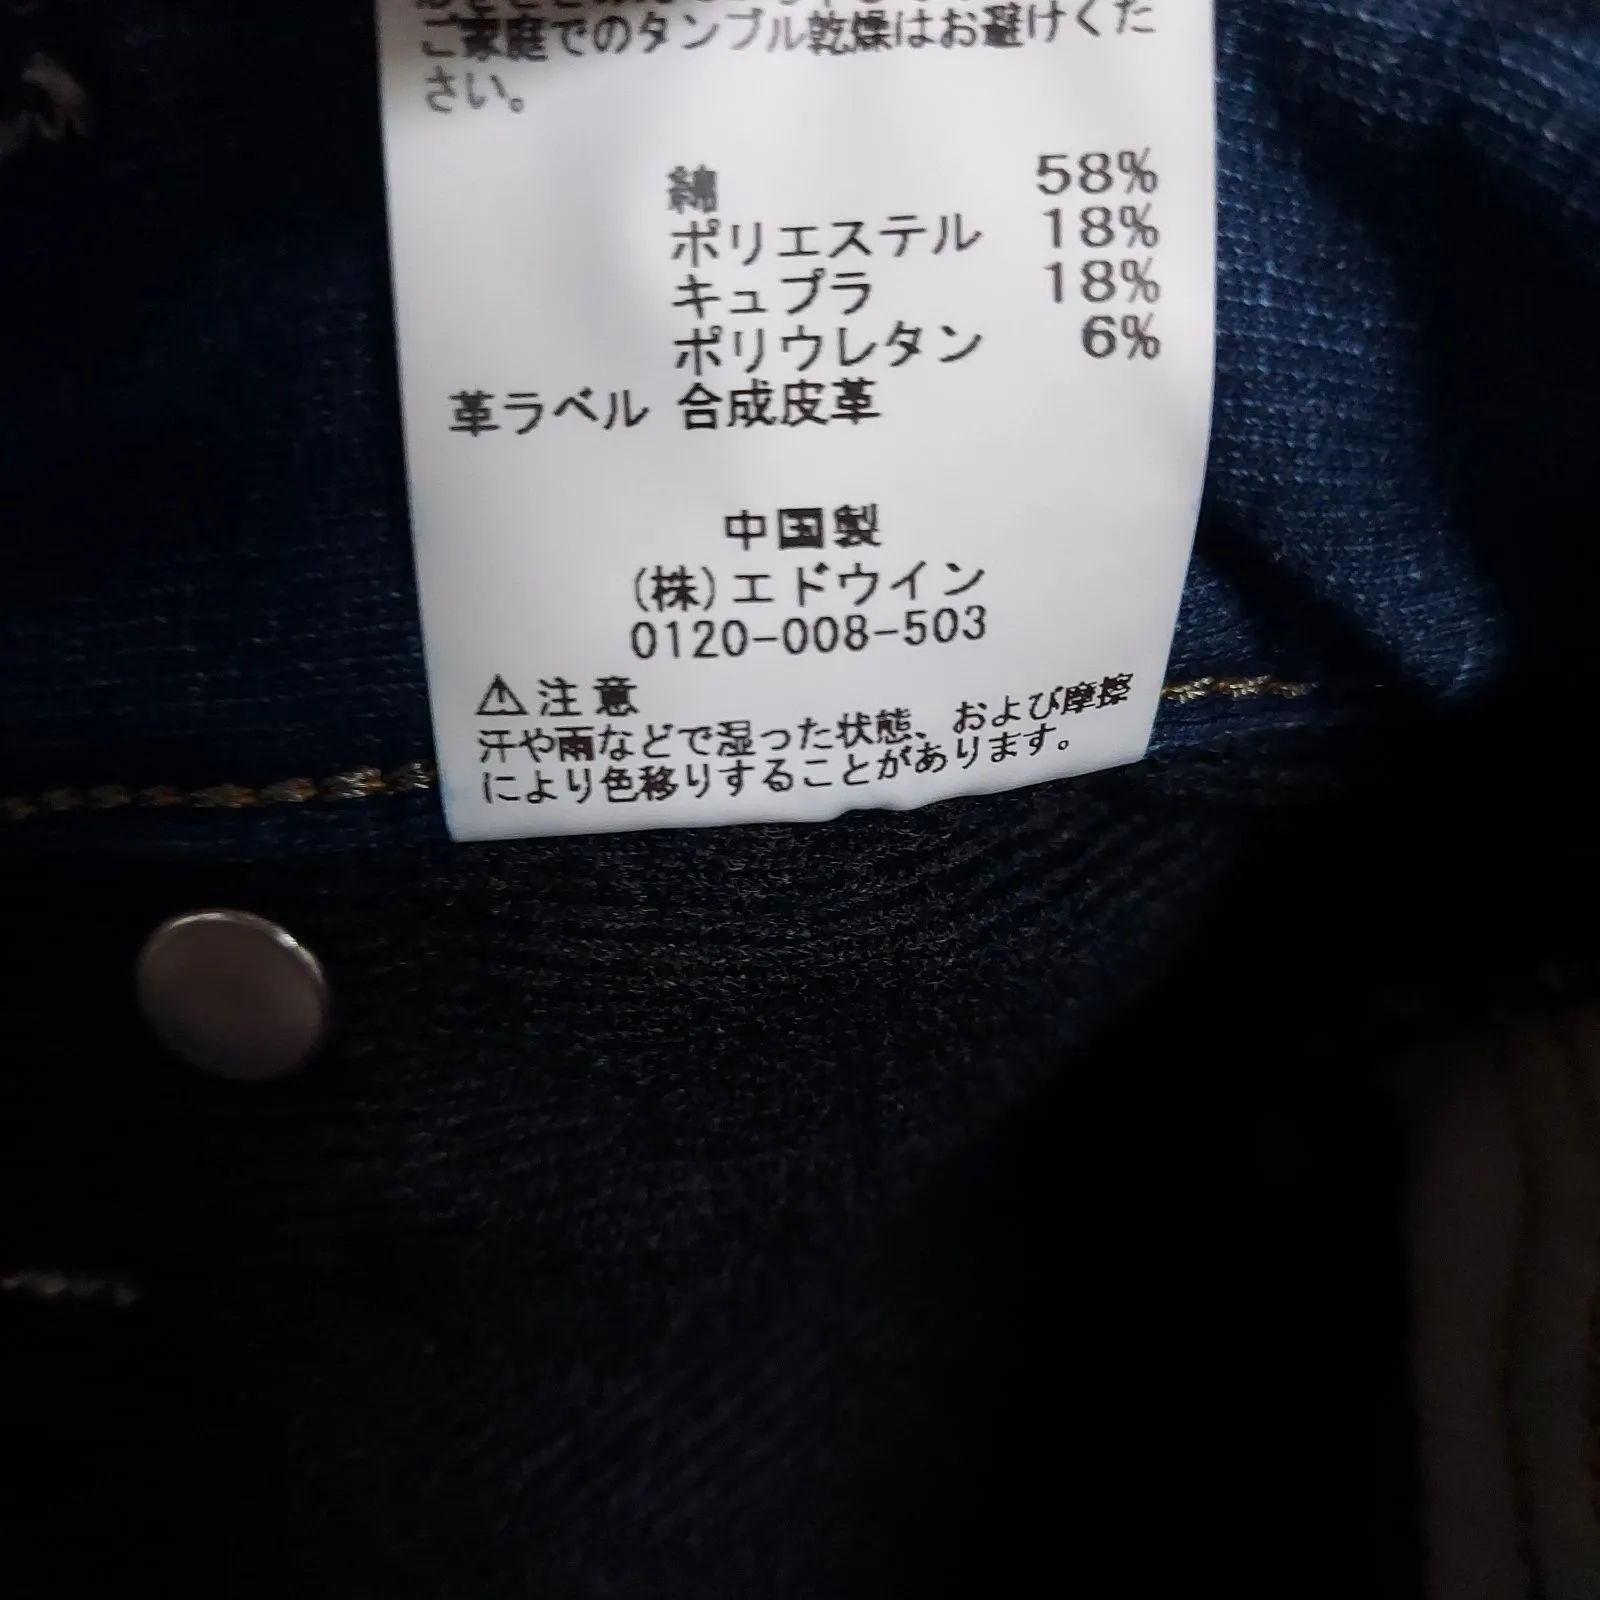 ご家庭でのタンブル乾燥はお避けくだ
さい。
綿 58%
ポリエステル 18%
キュプラ 18%
ポリウレタン 6%
革ラベル 合成皮革
中国製
(株)エドウイン
0120-008-503
⚠注意
汗や雨などで湿った状態、および摩擦
により色移りすることがあります。